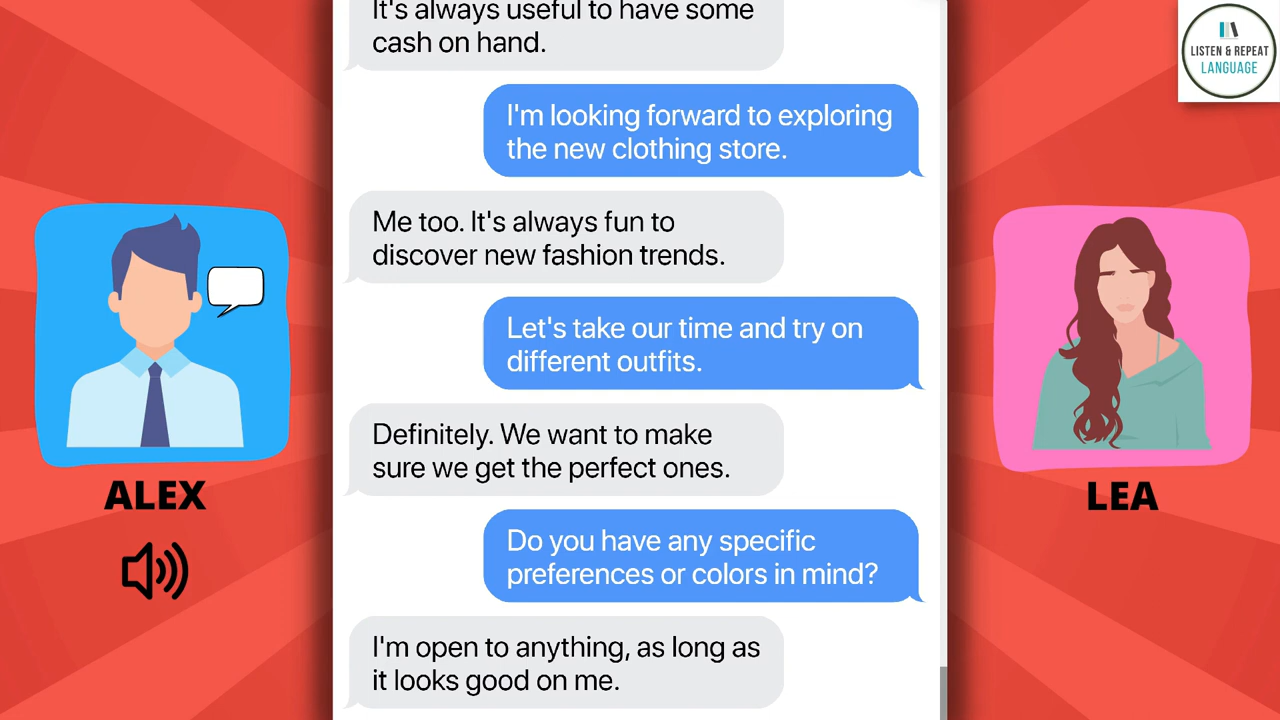 It's always useful to have some
cash on hand.
I'm looking forward to exploring
the new clothing store.
Me too. It's always fun to
discover new fashion trends.
Let's take our time and try on
different outfits.
Definitely. We want to make
sure we get the perfect ones.
Do you have any specific
preferences or colors in mind?
I'm open to anything, as long as
it looks good on me.
ALEX
LEA
LISTEN & REPEAT
LANGUAGE